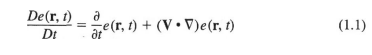 De(r, t)/Dt = ∂/∂t e(r, t) + (V • ∇)e(r, t) (1.1)